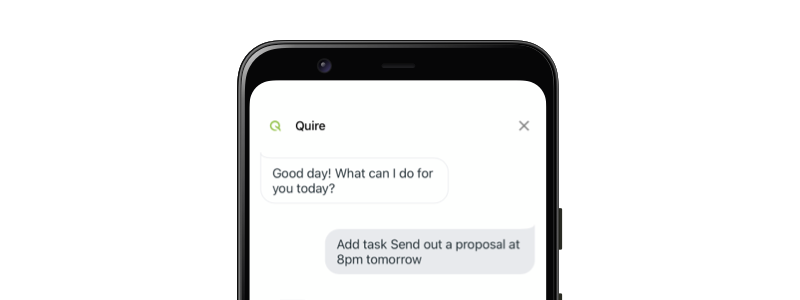 Quire
Good day! What can I do for
you today?
Add task Send out a proposal at
8pm tomorrow